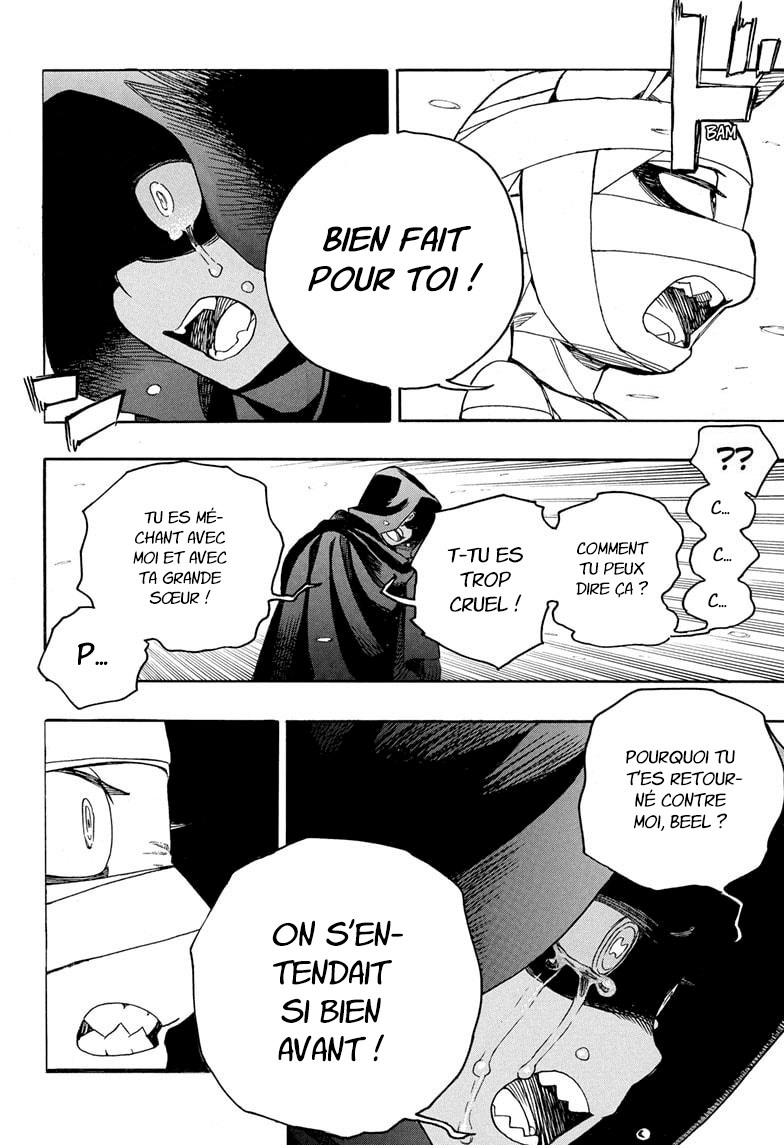 BAM
BIEN FAIT
POUR TOI !
??
C...
C...
C...
COMMENT
TU PEUX
DIRE ÇA ?
T-TU ES
TROP
CRUEL !
TU ES MÉ-
CHANT AVEC
MOI ET AVEC
TA GRANDE
SŒUR !
P...
POURQUOI TU
T'ES RETOUR-
NÉ CONTRE
MOI, BEEL ?
ON S'EN-
TENDAIT
SI BIEN
AVANT !